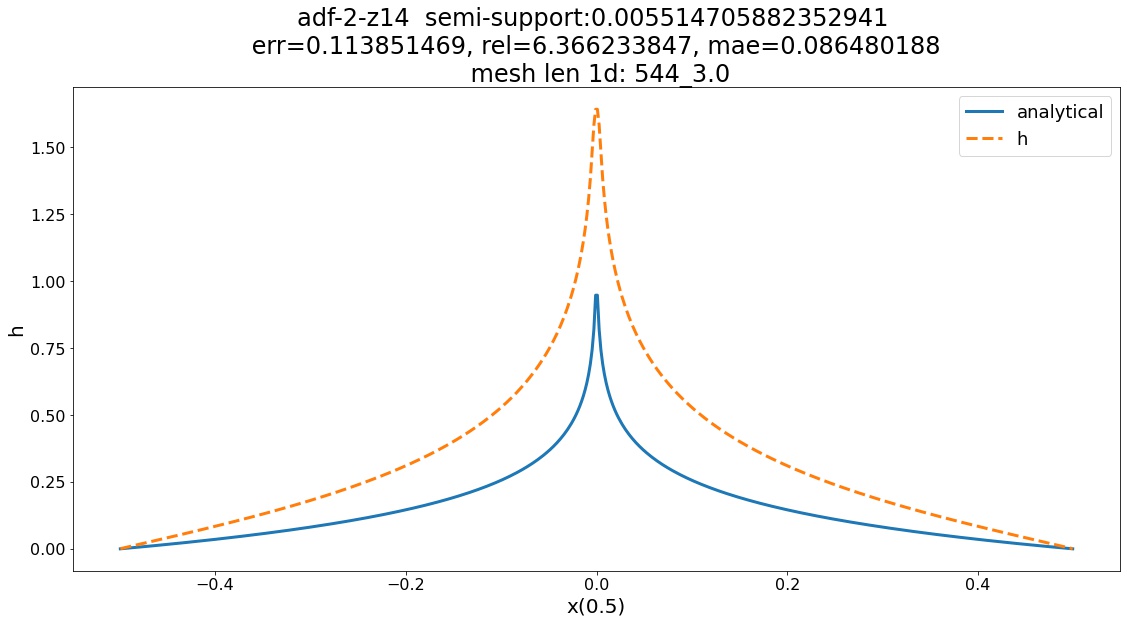 adf-2-z14  semi-support:0.005514705882352941
err=0.113851469, rel=6.366233847, mae=0.086480188
mesh len 1d: 544_3.0
analytical
h
1.50
1.25
1.00
0.75
0.50
0.25
0.00
h
−0.4
−0.2
0.0
0.2
0.4
x(0.5)